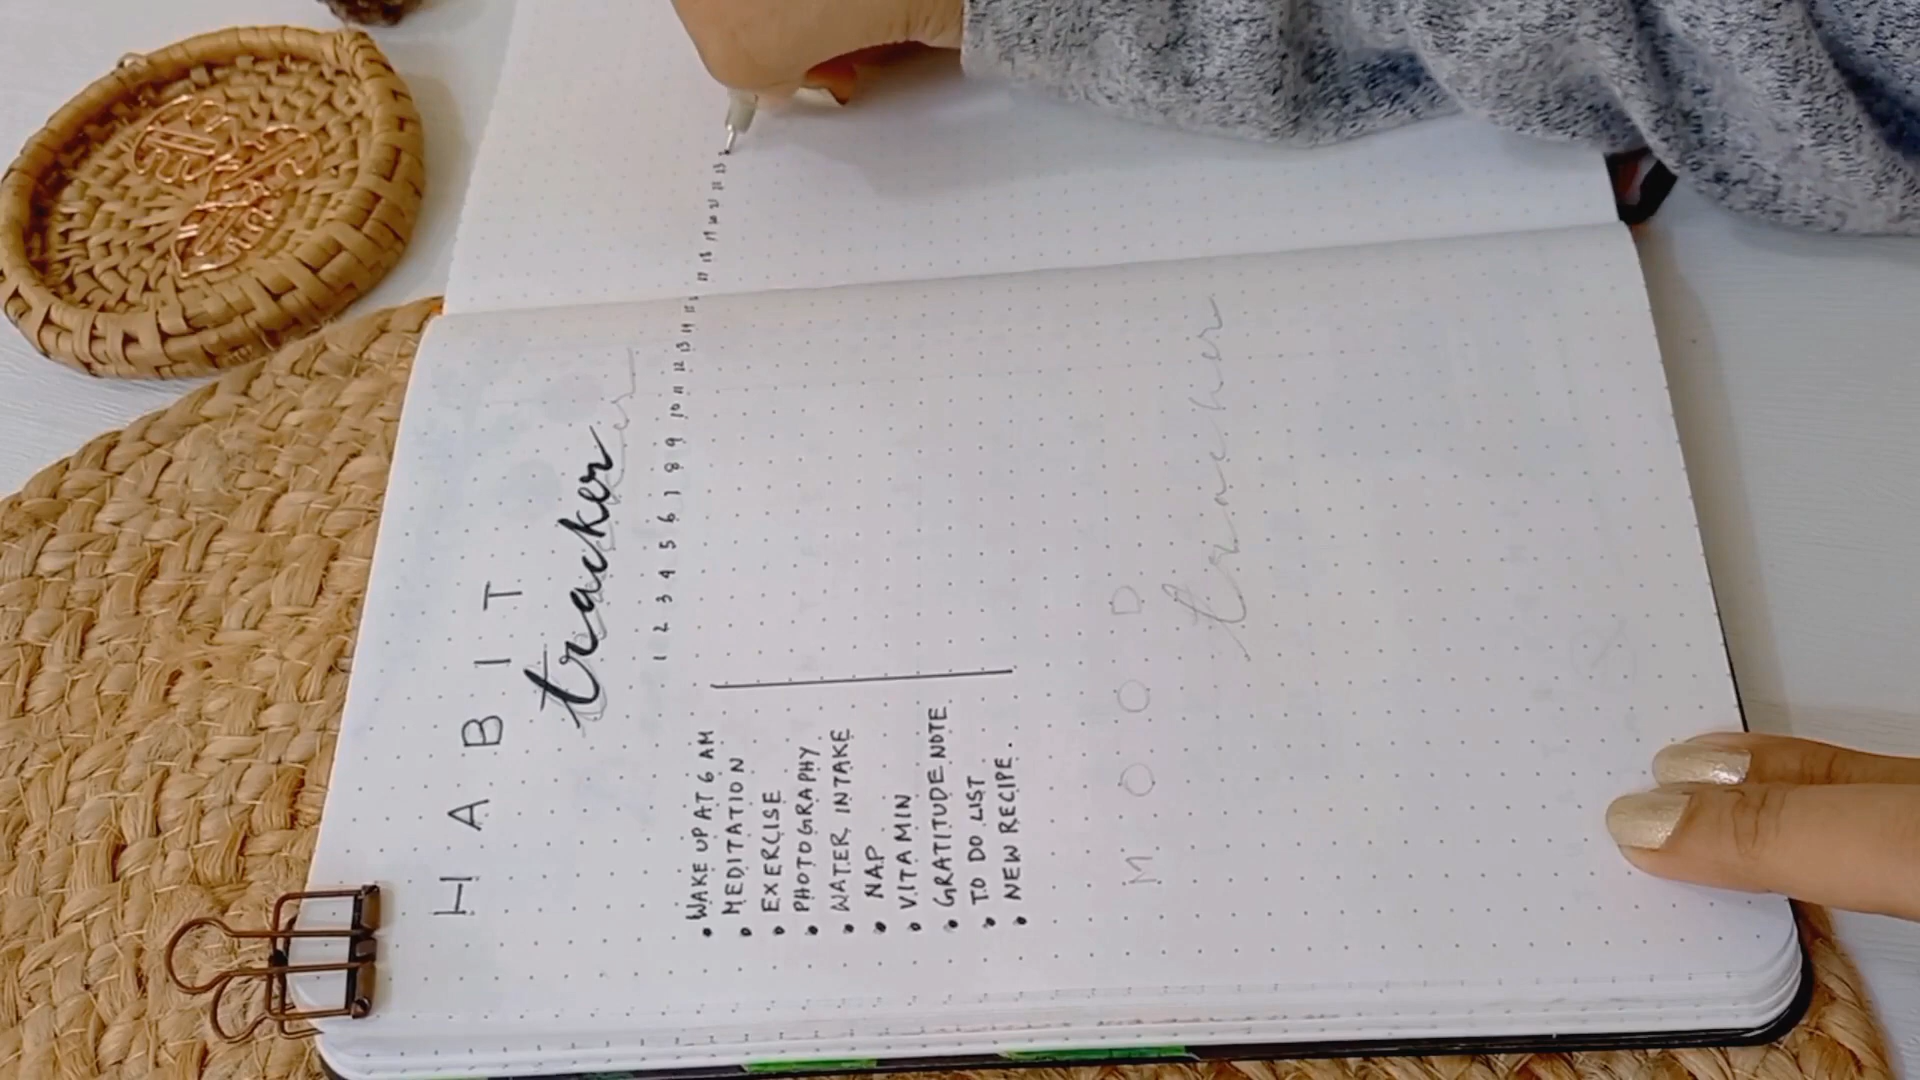 HABIT
tracker
1 2 3 4 5 6 7 8 9 10 11 12 13 14 15
• WAKE UP AT 6 AM
• MEDITATION
• EXERCISE
• PHOTOGRAPHY
• WATER INTAKE
• NAP
• VITAMIN
• GRATITUDE NOTE
• TO DO LIST
• NEW RECIPE.
MOOD
tracker